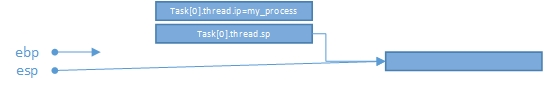 Task[0].thread.ip=my_process
Task[0].thread.sp
ebp
esp